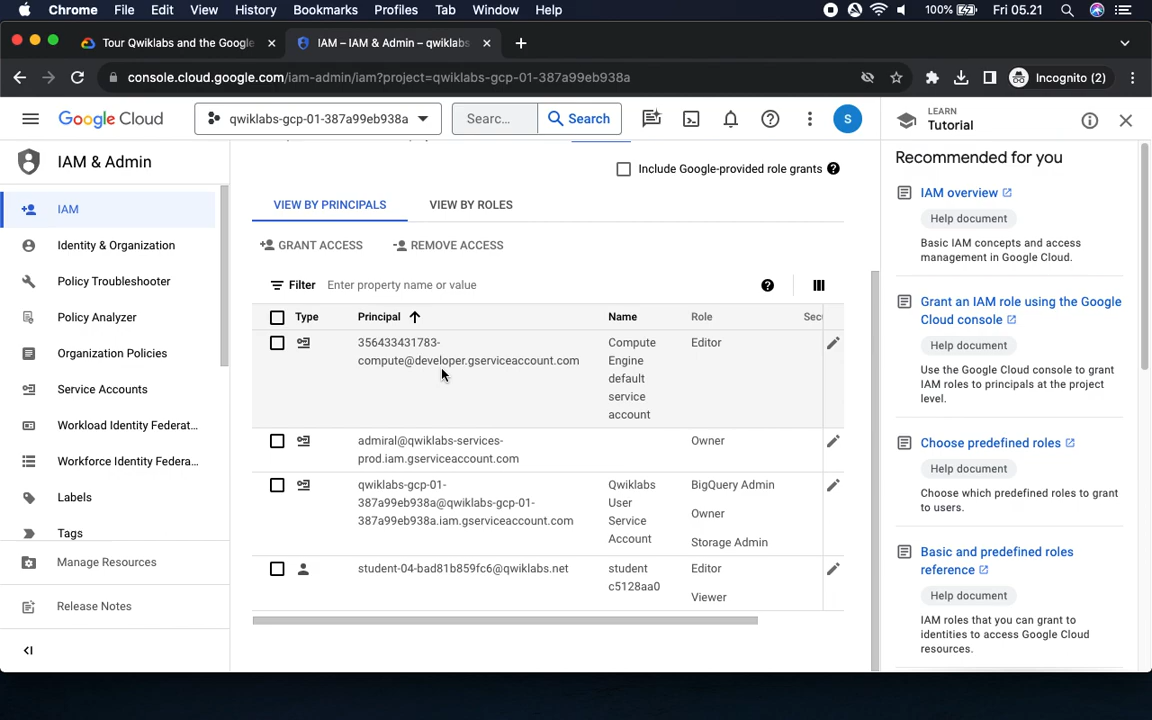 Chrome File Edit View History Bookmarks Profiles Tab Window Help 100% Fri 05.21
Tour Qwiklabs and the Google
IAM – IAM & Admin – qwiklabs
console.cloud.google.com/iam-admin/iam?project=qwiklabs-gcp-01-387a99eb938a
Incognito (2)
Google Cloud
qwiklabs-gcp-01-387a99eb938a
Searc...
Search
S
LEARN
Tutorial
IAM & Admin
IAM
Identity & Organization
Policy Troubleshooter
Policy Analyzer
Organization Policies
Service Accounts
Workload Identity Federat...
Workforce Identity Federa...
Labels
Tags
Manage Resources
Release Notes
Include Google-provided role grants
VIEW BY PRINCIPALS
VIEW BY ROLES
GRANT ACCESS
REMOVE ACCESS
Filter Enter property name or value
Type Principal Name Role Sec
356433431783-
compute@developer.gserviceaccount.com
Compute
Engine
default
service
account
Editor
admiral@qwiklabs-services-
prod.iam.gserviceaccount.com
Owner
qwiklabs-gcp-01-
387a99eb938a@qwiklabs-gcp-01-
387a99eb938a.iam.gserviceaccount.com
Qwiklabs
User
Service
Account
BigQuery Admin
Owner
Storage Admin
student-04-bad81b859fc6@qwiklabs.net
student
c5128aa0
Editor
Viewer
Recommended for you
IAM overview
Help document
Basic IAM concepts and access
management in Google Cloud.
Grant an IAM role using the Google
Cloud console
Help document
Use the Google Cloud console to grant
IAM roles to principals at the project
level.
Choose predefined roles
Help document
Choose which predefined roles to grant
to users.
Basic and predefined roles
reference
Help document
IAM roles that you can grant to
identities to access Google Cloud
resources.